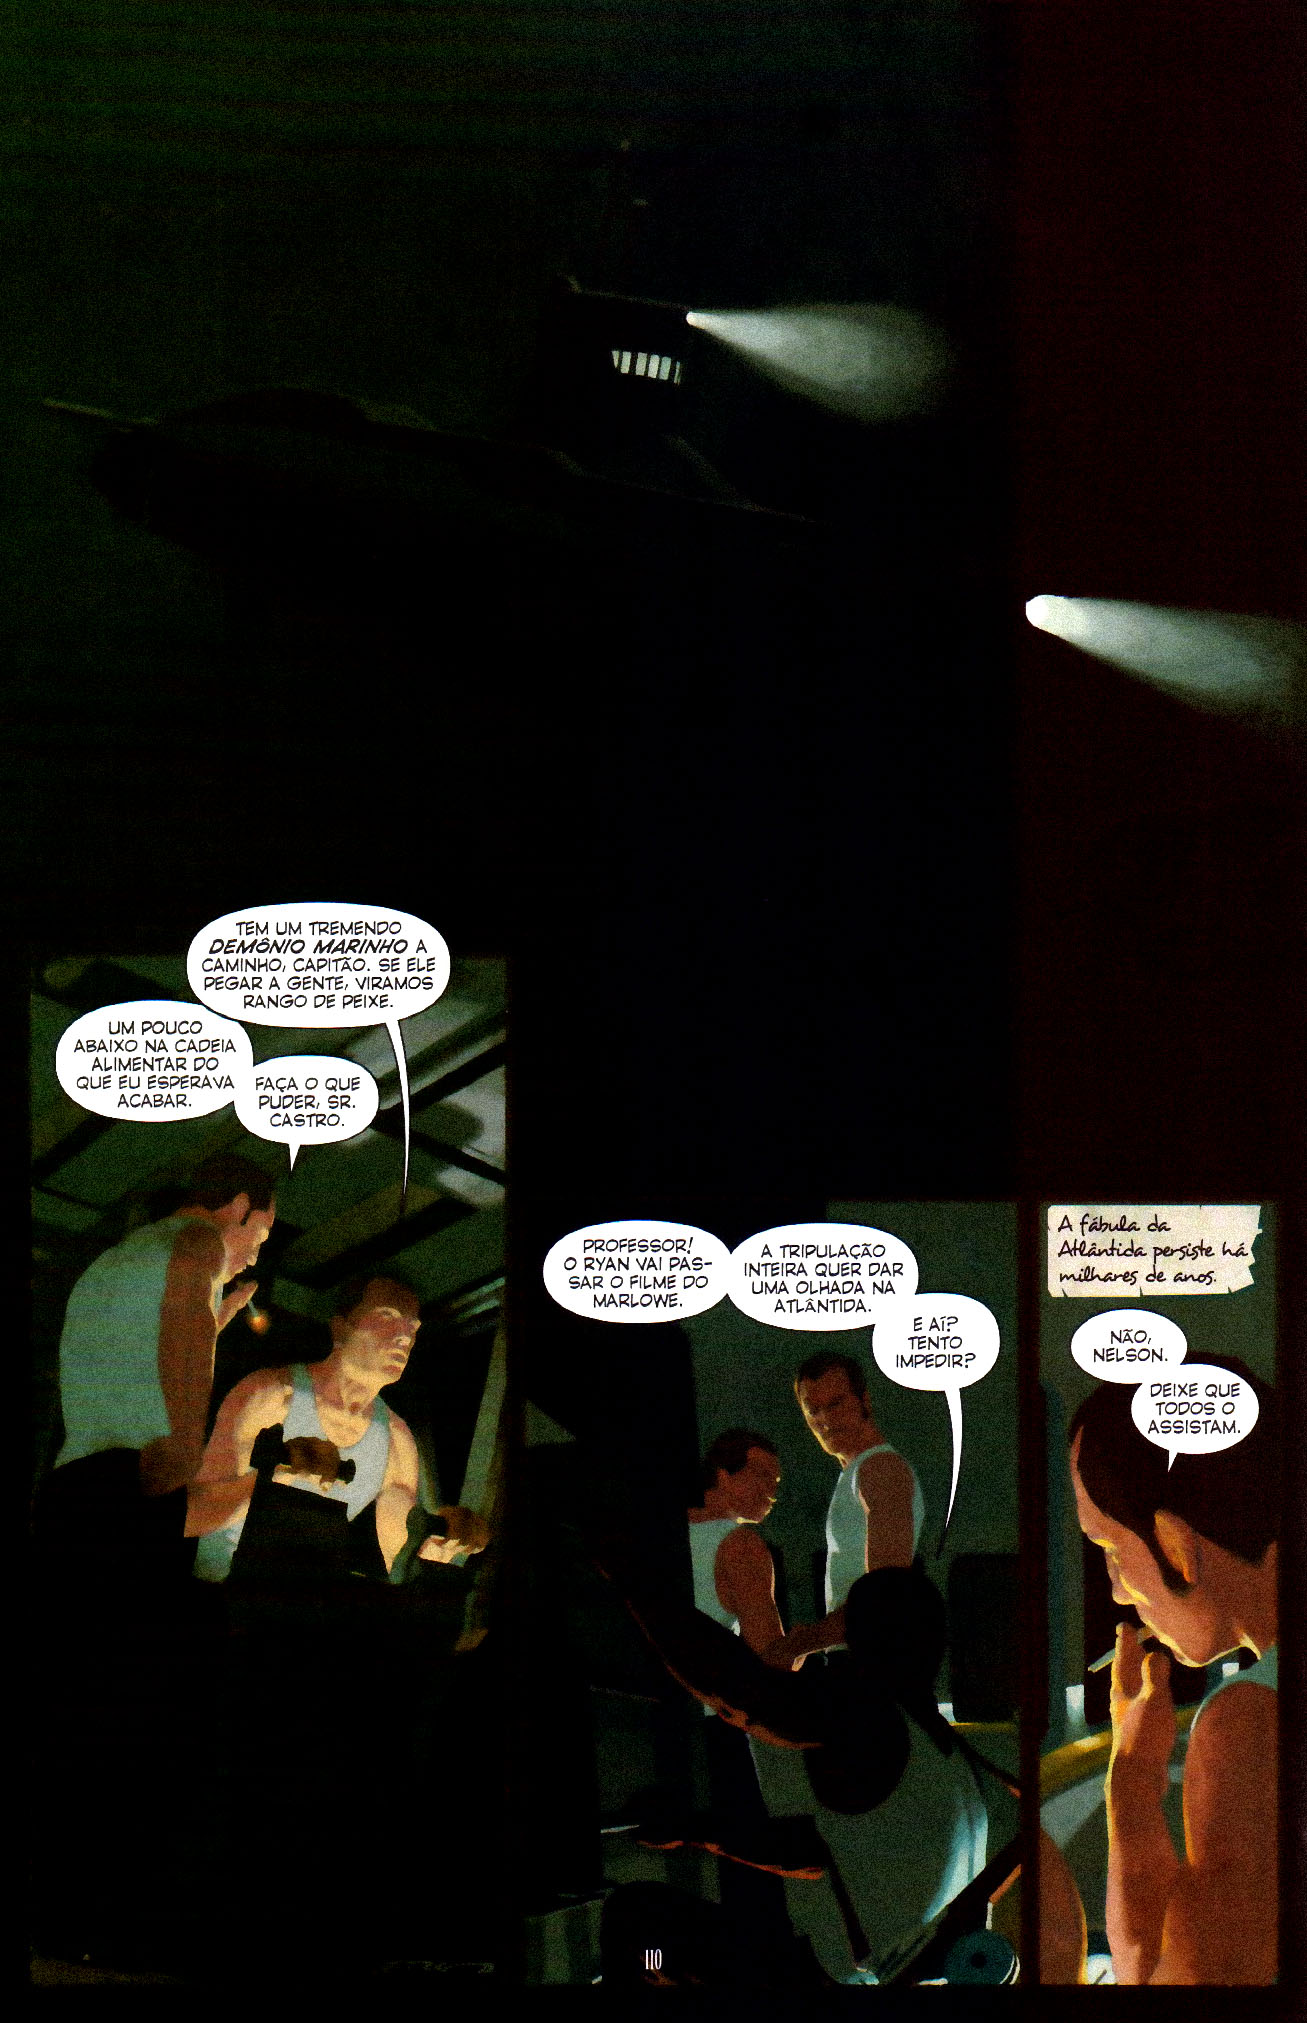 TEM UM TREMENDO
DEMÔNIO MARINHO A
CAMINHO, CAPITÃO. SE ELE
PEGAR A GENTE, VIRAMOS
RANGO DE PEIXE.
UM POUCO
ABAIXO NA CADEIA
ALIMENTAR DO
QUE EU ESPERAVA
ACABAR.
FAÇA O QUE
PUDER, SR.
CASTRO.
PROFESSOR!
O RYAN VAI PAS-
SAR O FILME DO
MARLOWE.
A TRIPULAÇÃO
INTEIRA QUER DAR
UMA OLHADA NA
ATLÂNTIDA.
E AÍ?
TENTO
IMPEDIR?
A fábula da
Atlântida persiste há
milhares de anos.
NÃO,
NELSON.
DEIXE QUE
TODOS O
ASSISTAM.
110